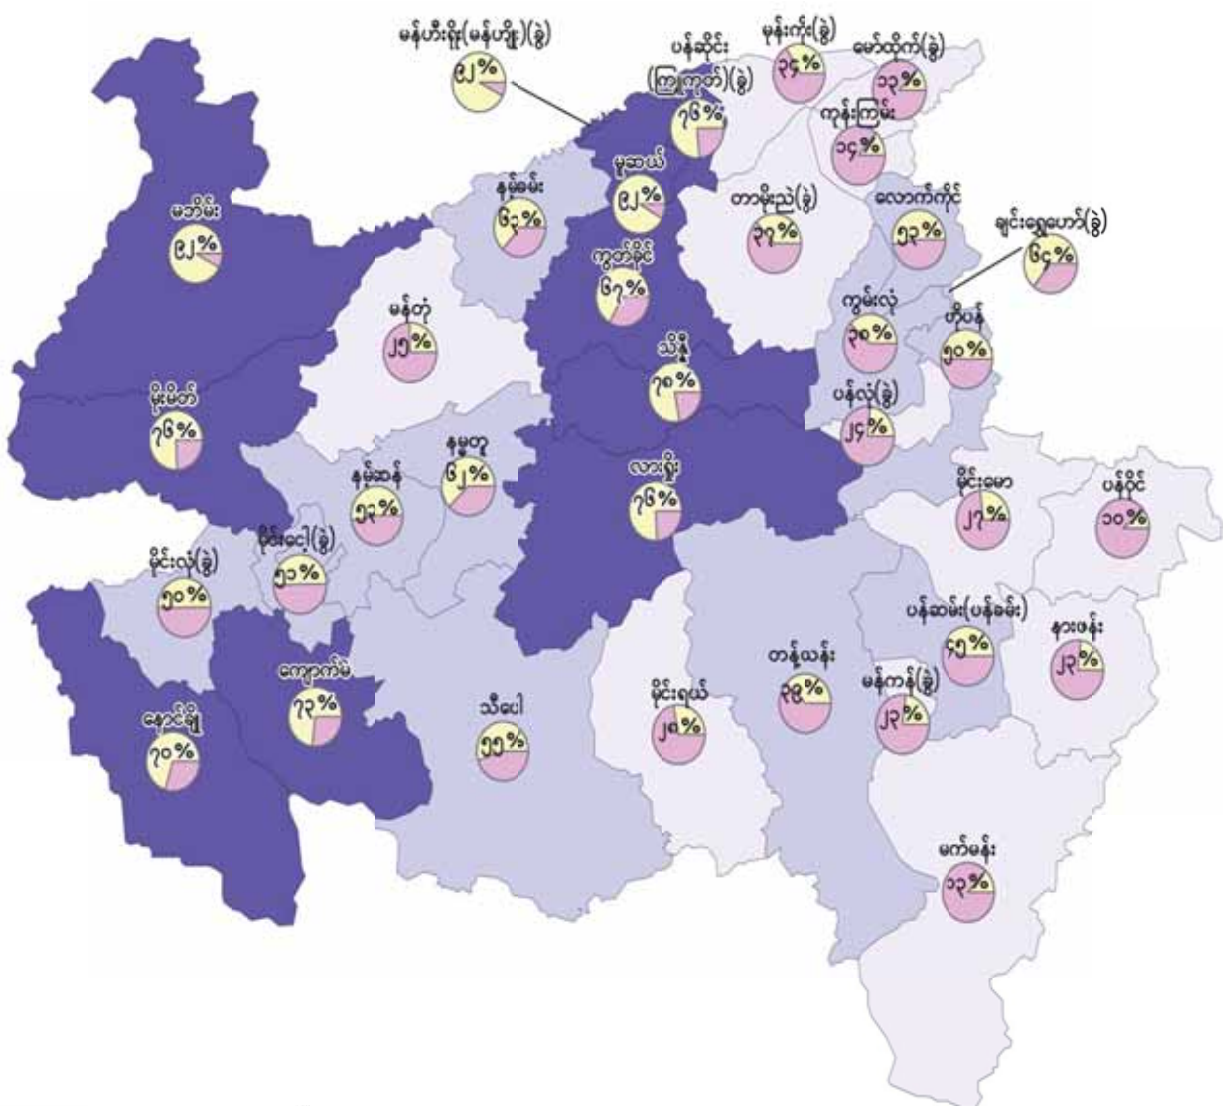 မန်ဟီးရိုး(မန်ဟျိုး)(ခွဲ)
၉၂%
ပန်ဆိုင်း
(ကြူကုတ်)(ခွဲ)
၇၆%
မုန်းကိုး(ခွဲ)
၃၄%
မော်ထိုက်(ခွဲ)
၁၃%
ကုန်းကြမ်း
၁၄%
မူဆယ်
၉၂%
နမ့်ခမ်း
၆၃%
မဘိမ်း
၉၂%
တာမိုးညဲ(ခွဲ)
၃၇%
လောက်ကိုင်
၅၃%
ချင်းရွှေဟော်(ခွဲ)
၆၄%
ကွတ်ခိုင်
၆၇%
မန်တုံ
၂၅%
ကွမ်းလုံ
၃၈%
ဟိုပန်
၅၀%
သိန္နီ
၇၈%
မိုးမိတ်
၇၆%
ပန်လုံ(ခွဲ)
၂၄%
နမ္မတူ
၆၂%
နမ့်ဆန်
၅၃%
လားရှိုး
၇၆%
မိုင်းမော
၂၇%
ပန်ဝိုင်
၁၀%
မိုင်းငေါ့(ခွဲ)
၅၁%
မိုင်းလုံ(ခွဲ)
၅၀%
ပန်ဆမ်း(ပန်ခမ်း)
၄၅%
နားဖန်း
၂၃%
ကျောက်မဲ
၇၃%
တန့်ယန်း
၃၉%
မန်ကန်(ခွဲ)
၂၃%
မိုင်းရယ်
၂၈%
သီပေါ
၅၅%
နောင်ချို
၇၀%
မက်မန်း
၁၃%